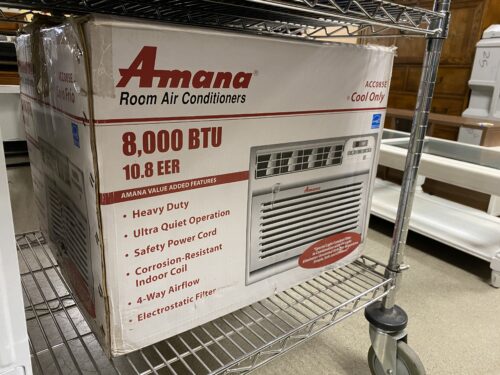 Amana®
Room Air Conditioners
ACC085E
Cool Only
8,000 BTU
10.8 EER
AMANA VALUE ADDED FEATURES
• Heavy Duty
• Ultra Quiet Operation
• Safety Power Cord
• Corrosion-Resistant
Indoor Coil
• 4-Way Airflow
• Electrostatic Filter
Amana